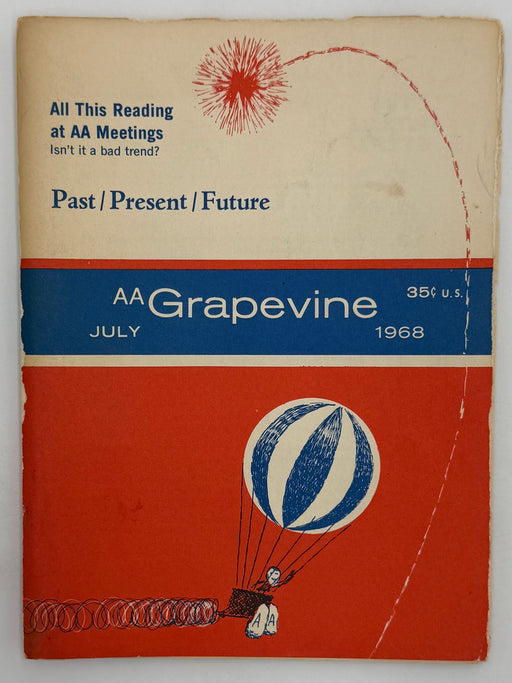 All This Reading
at AA Meetings
Isn't it a bad trend?
Past/Present/Future
AA Grapevine 35¢ U.S.
JULY 1968
A A